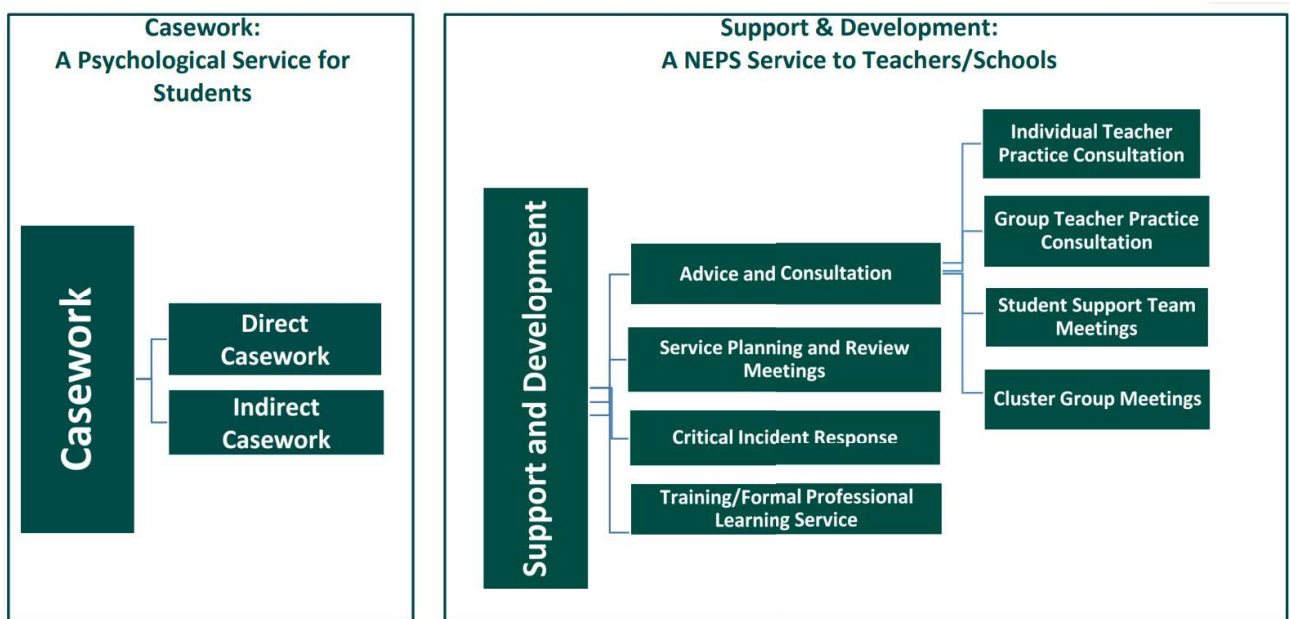 Casework:
A Psychological Service for
Students
Casework
Direct
Casework
Indirect
Casework
Support & Development:
A NEPS Service to Teachers/Schools
Support and Development
Advice and Consultation
Service Planning and Review
Meetings
Critical Incident Response
Training/Formal Professional
Learning Service
Individual Teacher
Practice Consultation
Group Teacher Practice
Consultation
Student Support Team
Meetings
Cluster Group Meetings